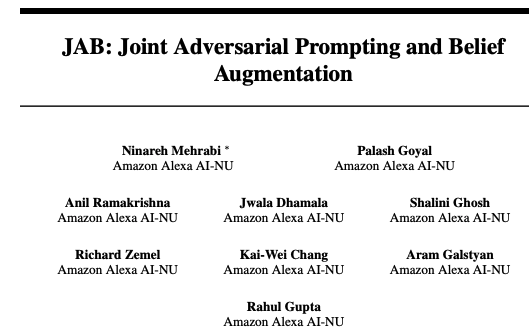 JAB: Joint Adversarial Prompting and Belief
Augmentation
Ninareh Mehrabi * Palash Goyal
Amazon Alexa AI-NU Amazon Alexa AI-NU
Anil Ramakrishna Jwala Dhamala Shalini Ghosh
Amazon Alexa AI-NU Amazon Alexa AI-NU Amazon Alexa AI-NU
Richard Zemel Kai-Wei Chang Aram Galstyan
Amazon Alexa AI-NU Amazon Alexa AI-NU Amazon Alexa AI-NU
Rahul Gupta
Amazon Alexa AI-NU